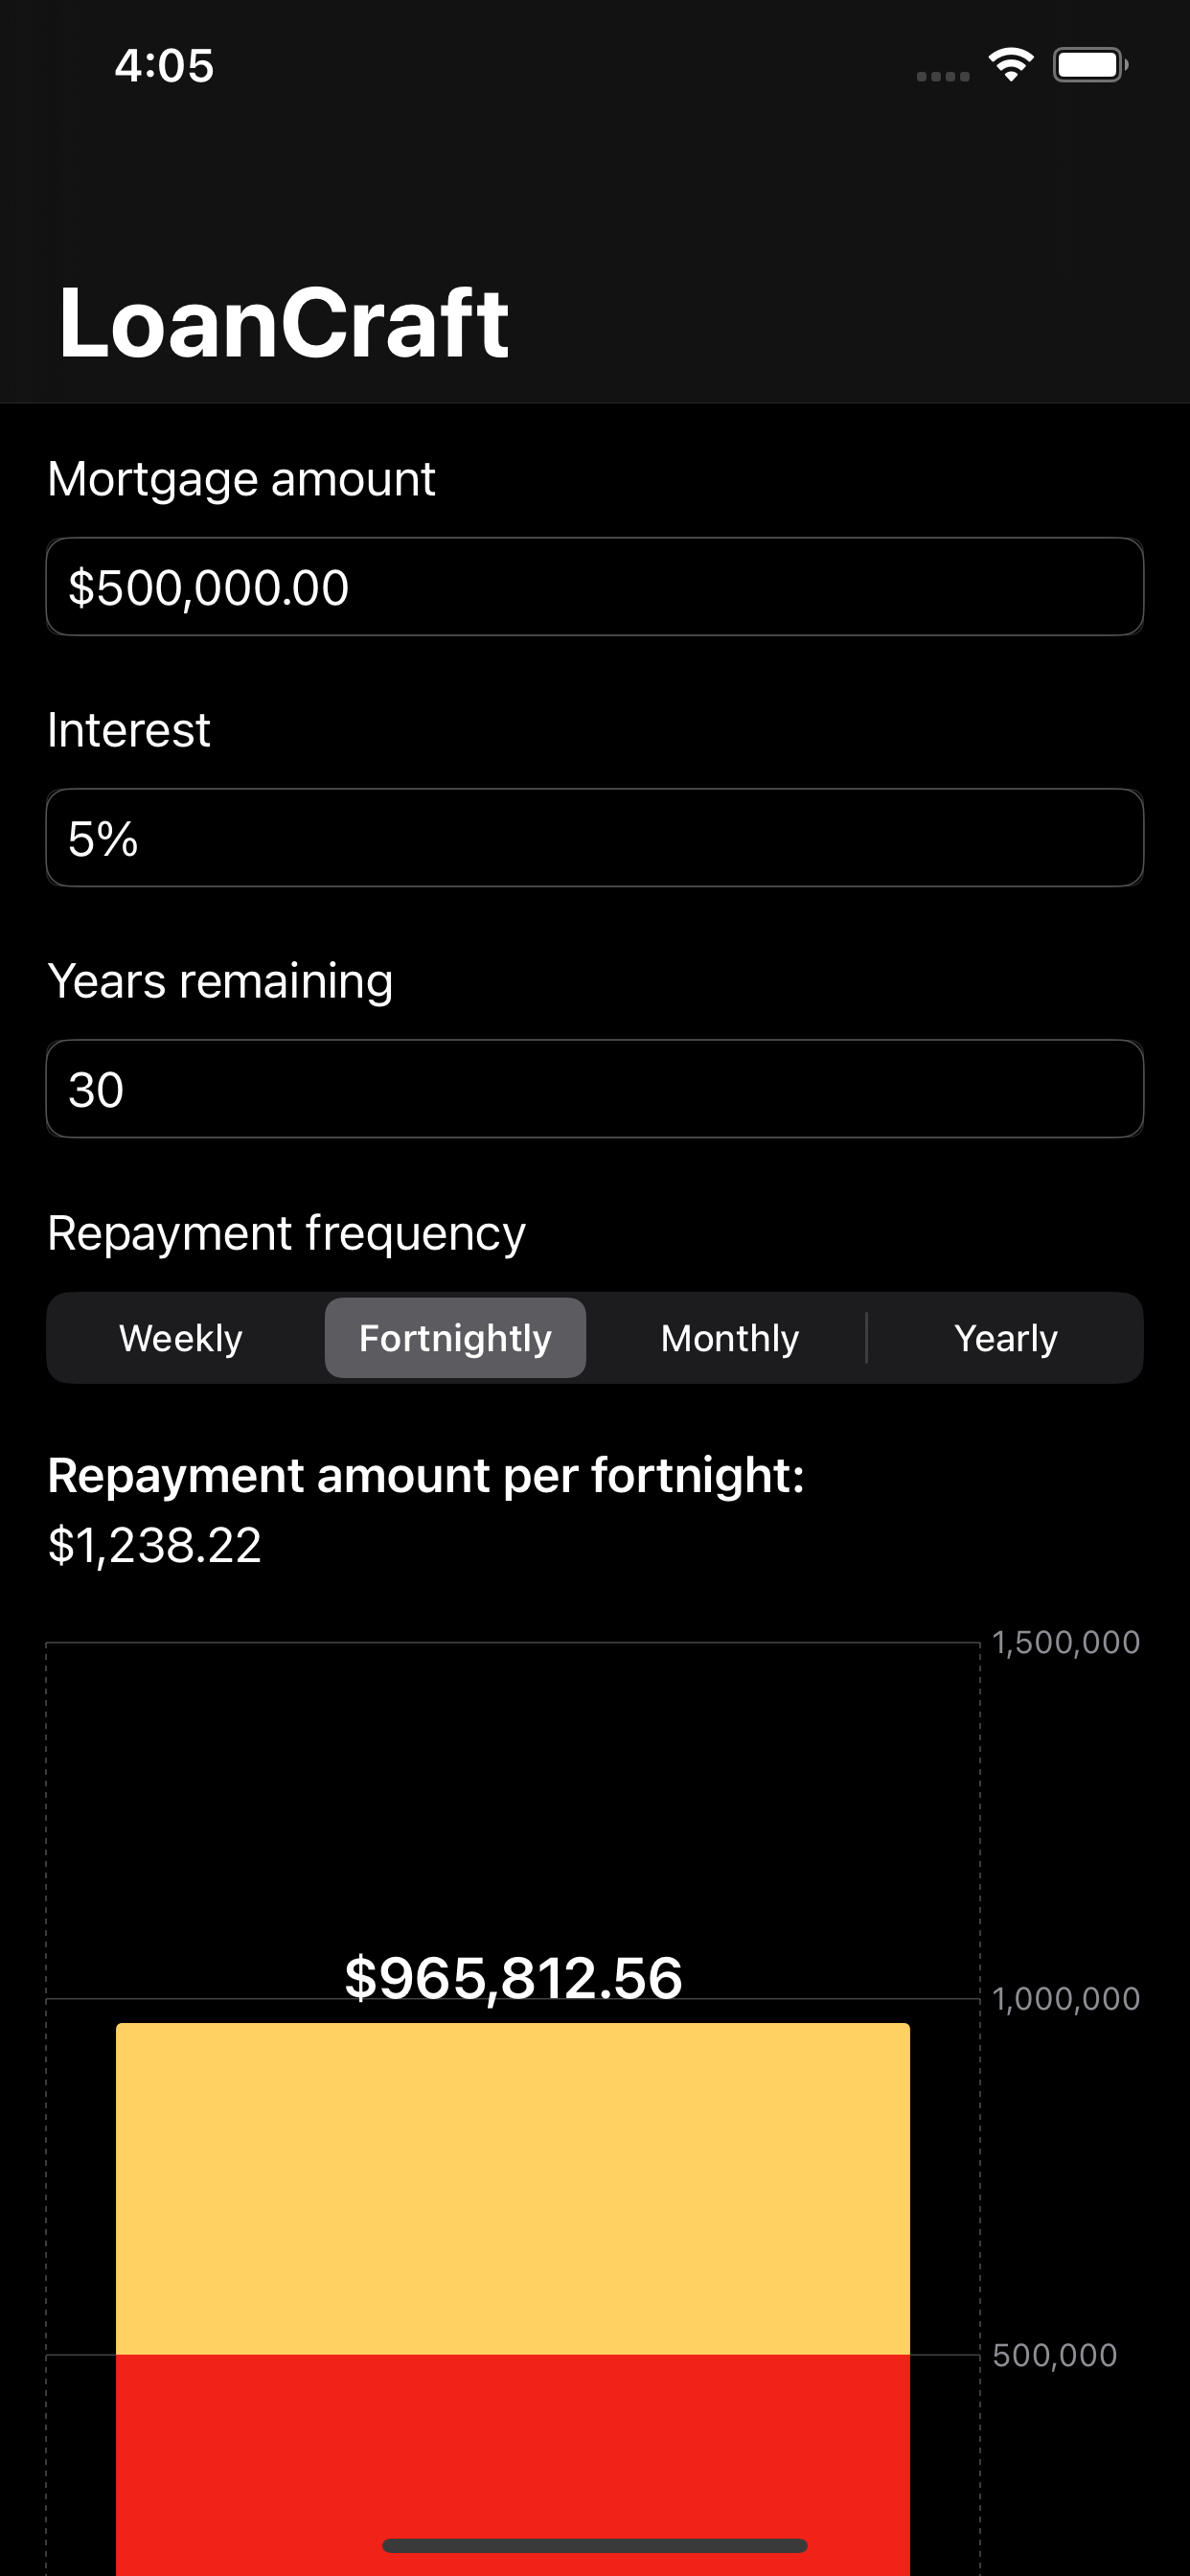 4:05
LoanCraft
Mortgage amount
$500,000.00
Interest
5%
Years remaining
30
Repayment frequency
Weekly Fortnightly Monthly Yearly
Repayment amount per fortnight:
$1,238.22
1,500,000
$965,812.56
1,000,000
500,000